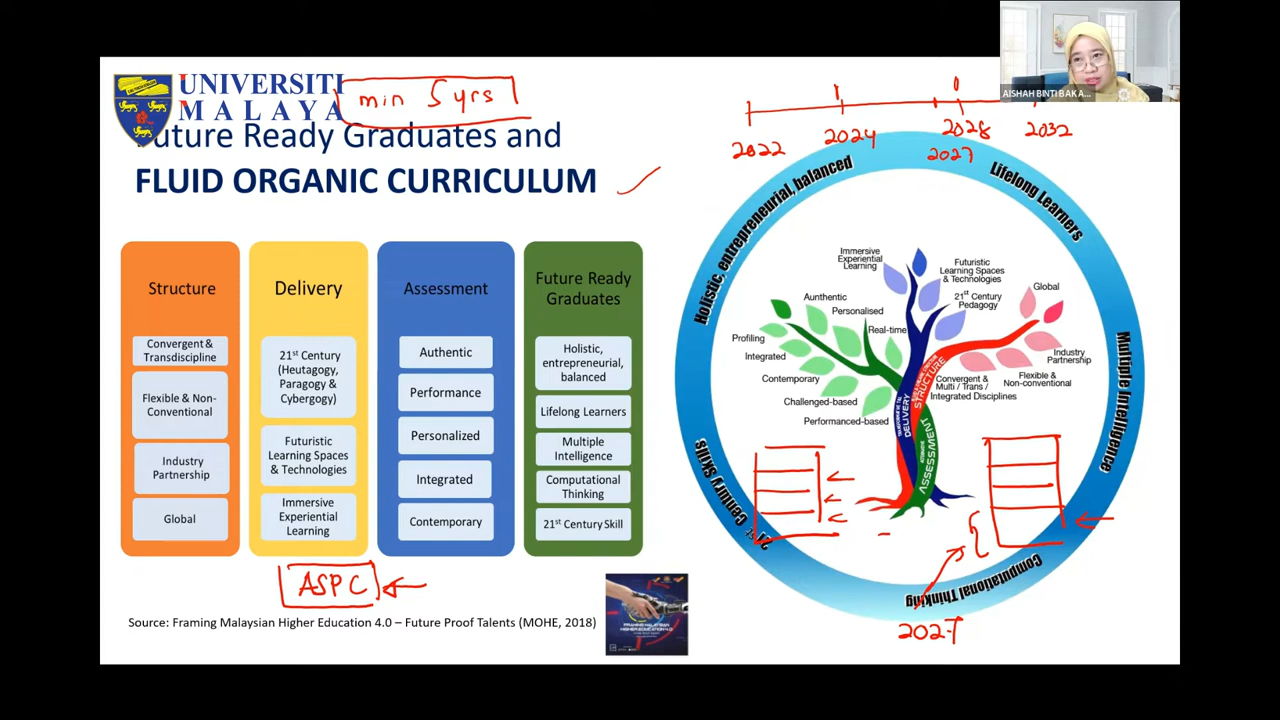 UNIVERSITI
MALAYA
min 5 yrs
Future Ready Graduates and
FLUID ORGANIC CURRICULUM
Structure
Convergent &
Transdiscipline
Flexible & Non-
Conventional
Industry
Partnership
Global
Delivery
21st Century
(Heutagogy,
Paragogy &
Cybergogy)
Futuristic
Learning Spaces
& Technologies
Immersive
Experiential
Learning
Assessment
Authentic
Performance
Personalized
Integrated
Contemporary
Future Ready
Graduates
Holistic,
entrepreneurial,
balanced
Lifelong Learners
Multiple
Intelligence
Computational
Thinking
21st Century Skill
ASPC
Source: Framing Malaysian Higher Education 4.0 – Future Proof Talents (MOHE, 2018)
AISHAH BINTI BAKA...
2022
2024
2028
2027
2032
Holistic, entrepreneurial, balanced
Lifelong Learners
Multiple Intelligence
Computational Thinking
21st Century Skills
Immersive
Experiential
Learning
Futuristic
Learning Spaces
& Technologies
21st Century
Pedagogy
Global
Industry
Partnership
Flexible &
Non-conventional
Convergent &
Multi / Trans /
Integrated Disciplines
Aunthentic
Personalised
Real-time
Profiling
Integrated
Contemporary
Challenged-based
Performanced-based
DELIVERY
STRUCTURE
ASSESSMENT
2027